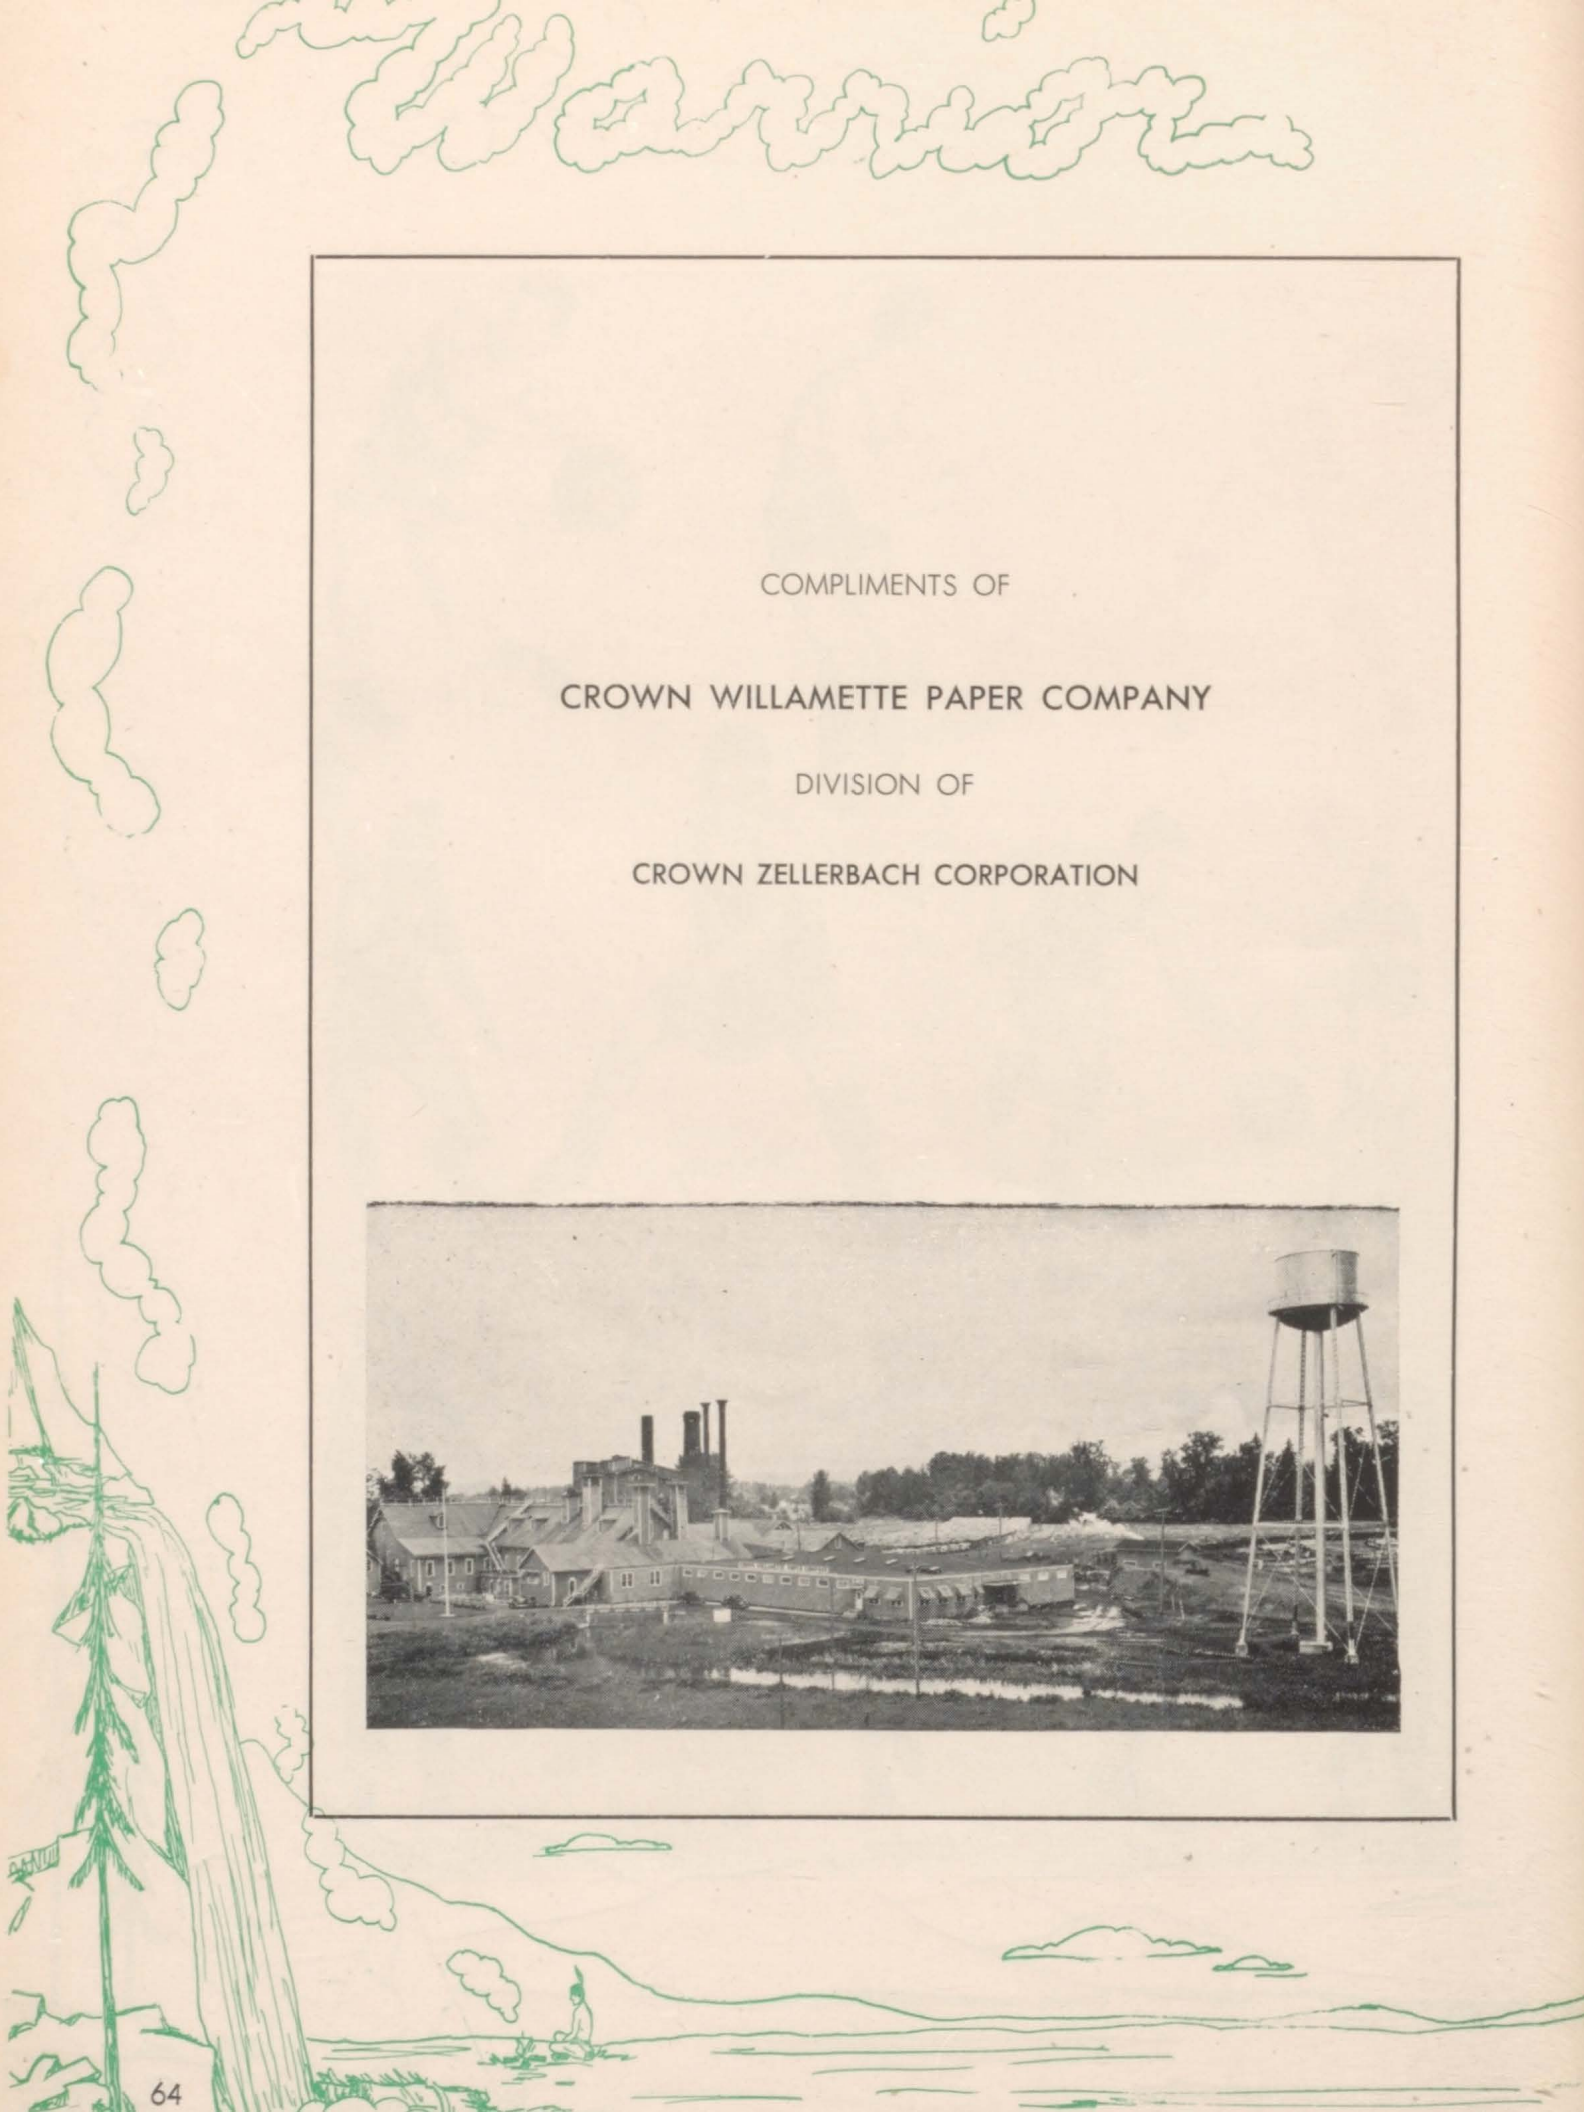 Warrior
COMPLIMENTS OF
CROWN WILLAMETTE PAPER COMPANY
DIVISION OF
CROWN ZELLERBACH CORPORATION
64